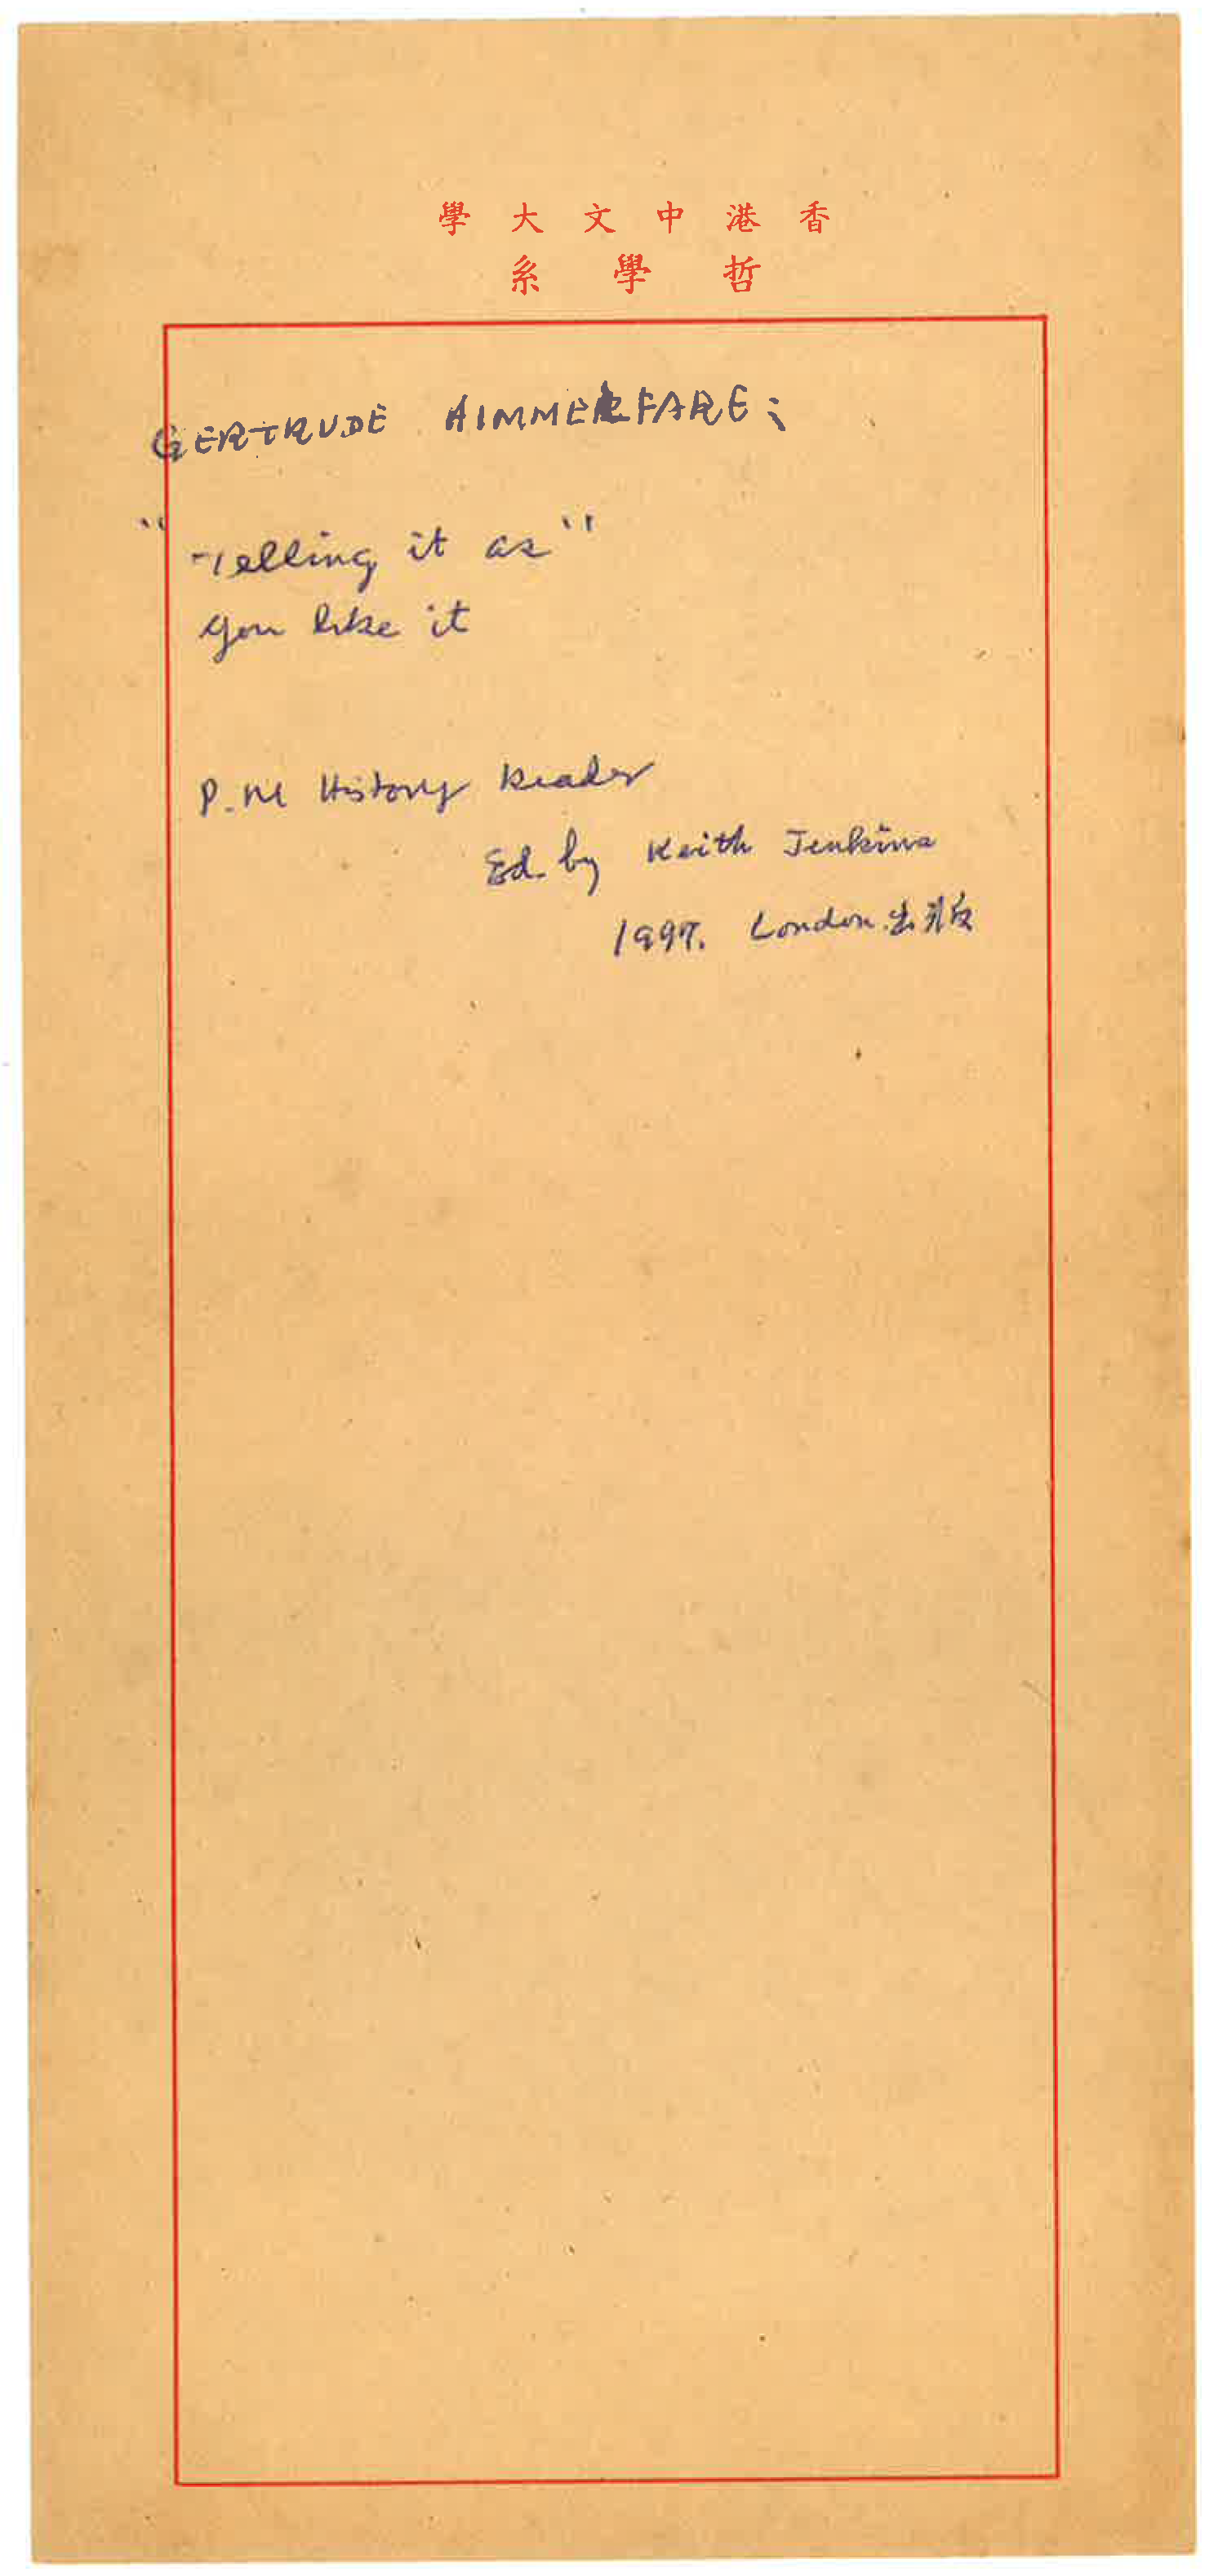 香港中文大學
哲學系
GERTRUDE HIMMERFARE;
"Telling it as"
you like it
P.M History Reader
Ed. by Keith Jenkins
1997. London.出版